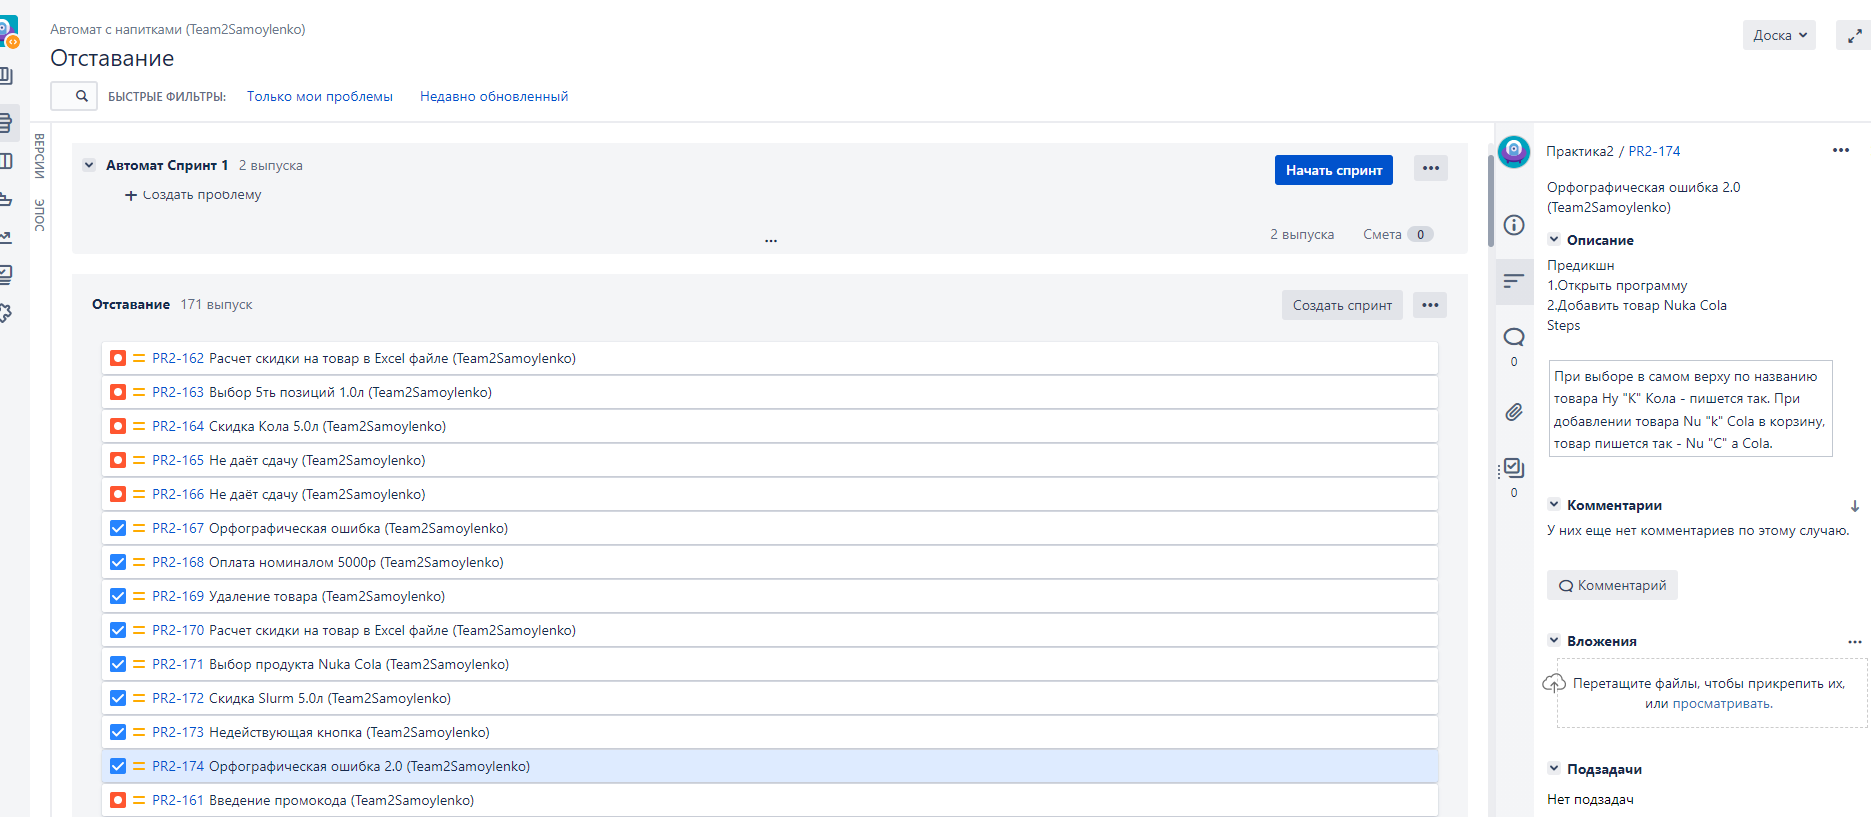 Автомат с напитками (Team2Samoylenko)
Отставание
Доска
БЫСТРЫЕ ФИЛЬТРЫ: Только мои проблемы Недавно обновленный
ВЕРСИИ
ЭПОС
Автомат Спринт 1 2 выпуска
Начать спринт
+ Создать проблему
2 выпуска Смета 0
Отставание 171 выпуск
Создать спринт
PR2-162 Расчет скидки на товар в Excel файле (Team2Samoylenko)
PR2-163 Выбор 5ть позиций 1.0л (Team2Samoylenko)
PR2-164 Скидка Кола 5.0л (Team2Samoylenko)
PR2-165 Не даёт сдачу (Team2Samoylenko)
PR2-166 Не даёт сдачу (Team2Samoylenko)
PR2-167 Орфографическая ошибка (Team2Samoylenko)
PR2-168 Оплата номиналом 5000р (Team2Samoylenko)
PR2-169 Удаление товара (Team2Samoylenko)
PR2-170 Расчет скидки на товар в Excel файле (Team2Samoylenko)
PR2-171 Выбор продукта Nuka Cola (Team2Samoylenko)
PR2-172 Скидка Slurm 5.0л (Team2Samoylenko)
PR2-173 Недействующая кнопка (Team2Samoylenko)
PR2-174 Орфографическая ошибка 2.0 (Team2Samoylenko)
PR2-161 Введение промокода (Team2Samoylenko)
0
0
Практика2 / PR2-174
Орфографическая ошибка 2.0
(Team2Samoylenko)
Описание
Предикшн
1.Открыть программу
2.Добавить товар Nuka Cola
Steps
При выборе в самом верху по названию
товара Ну "К" Кола - пишется так. При
добавлении товара Nu "k" Cola в корзину,
товар пишется так - Nu "C" a Cola.
Комментарии
У них еще нет комментариев по этому случаю.
Комментарий
Вложения
Перетащите файлы, чтобы прикрепить их,
или просматривать.
Подзадачи
Нет подзадач